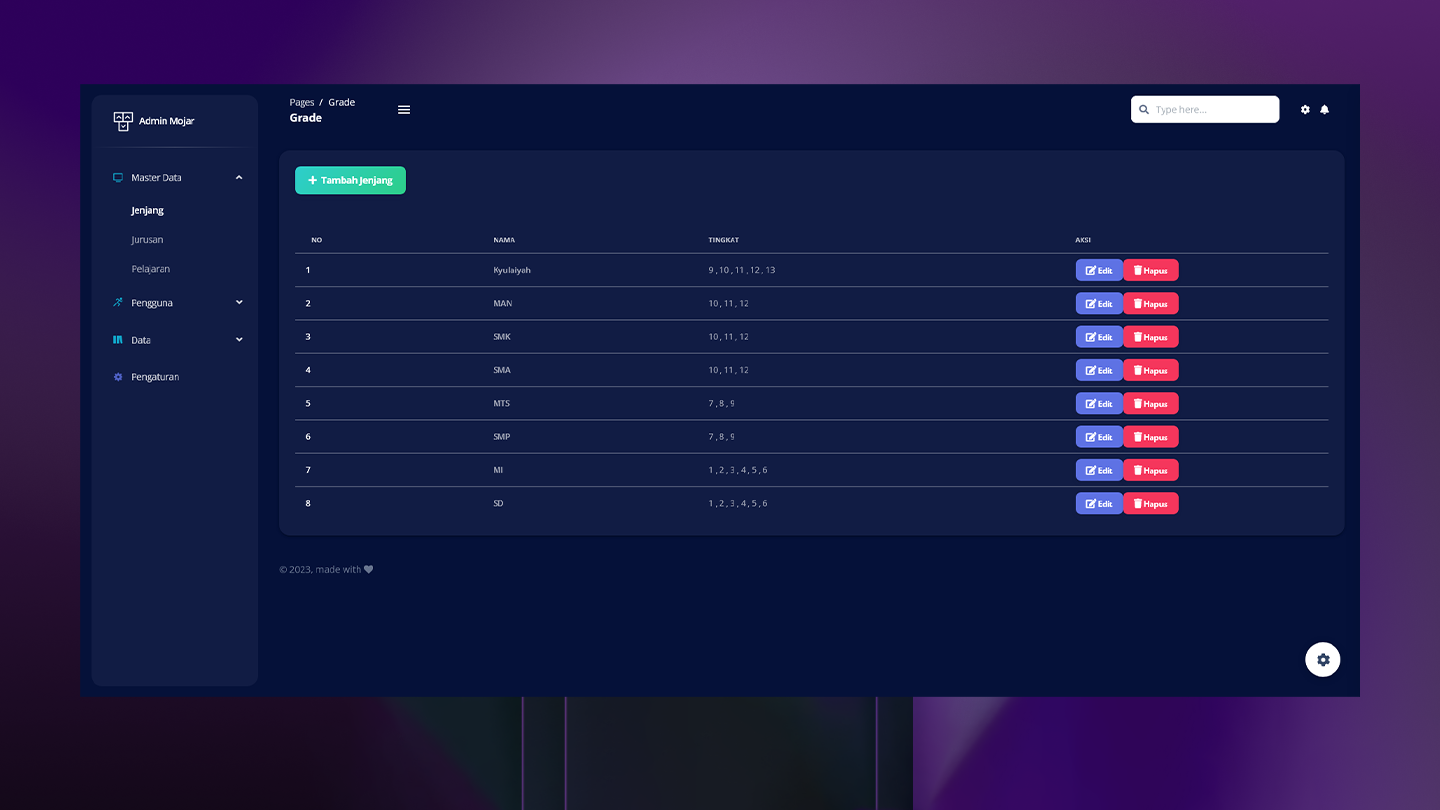 Admin Mojar
Master Data
Jenjang
Jurusan
Pelajaran
Pengguna
Data
Pengaturan
Pages / Grade
Grade
Type here...
Tambah Jenjang
NO NAMA TINGKAT AKSI
1 Kyulaiyah 9 , 10 , 11 , 12 , 13 Edit Hapus
2 MAN 10 , 11 , 12 Edit Hapus
3 SMK 10 , 11 , 12 Edit Hapus
4 SMA 10 , 11 , 12 Edit Hapus
5 MTS 7 , 8 , 9 Edit Hapus
6 SMP 7 , 8 , 9 Edit Hapus
7 MI 1 , 2 , 3 , 4 , 5 , 6 Edit Hapus
8 SD 1 , 2 , 3 , 4 , 5 , 6 Edit Hapus
© 2023, made with